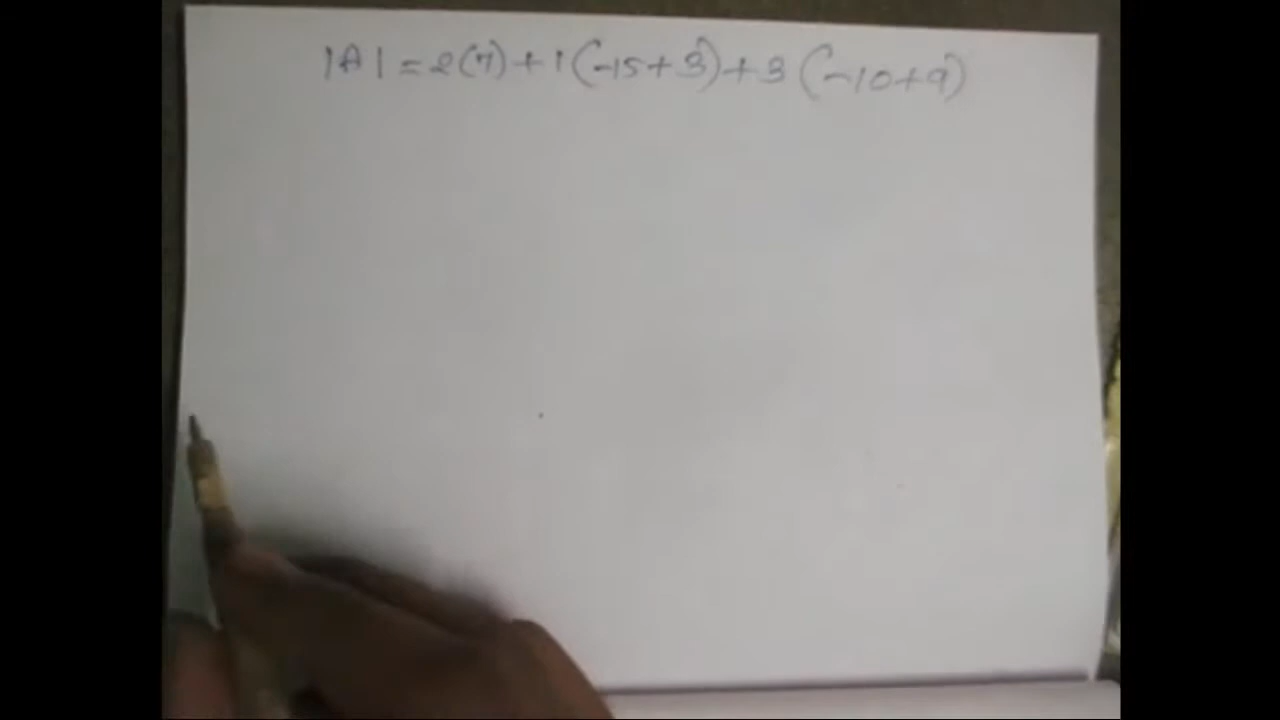 |A| = 2(7) + 1(-15+3) + 3(-10+9)